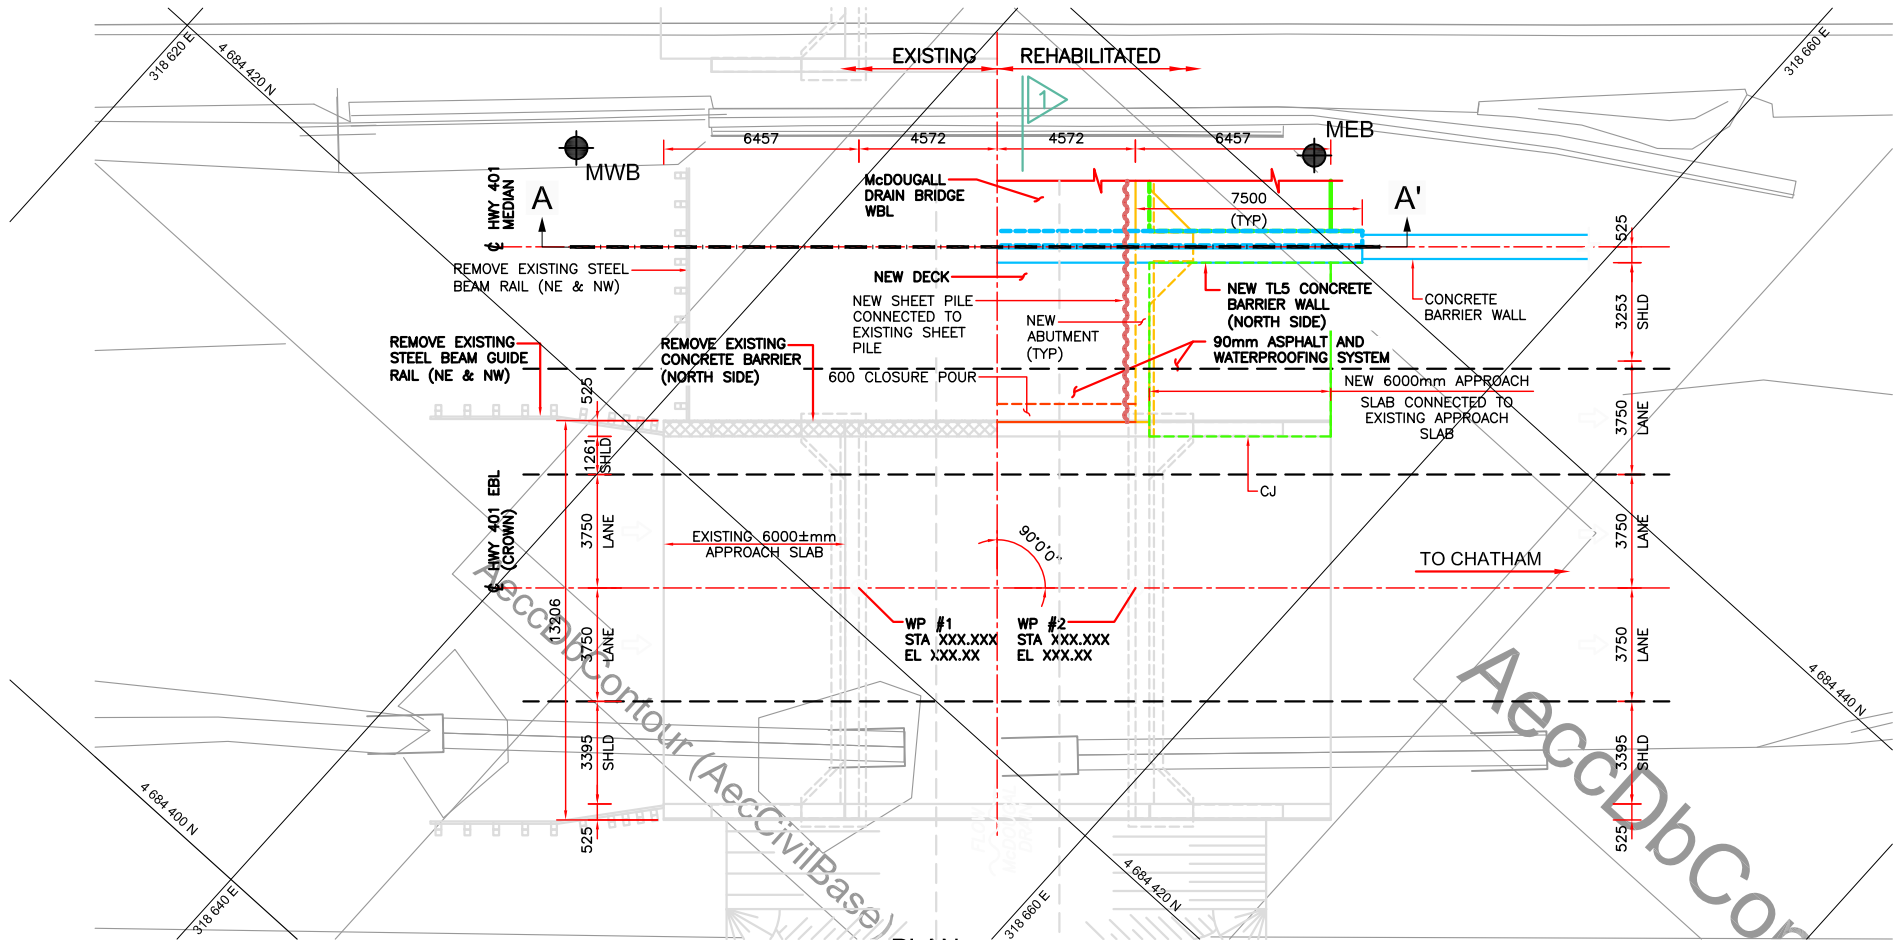 318 620 E
4 684 420 N
EXISTING
REHABILITATED
318 660 E
1
6457
4572
4572
6457
MWB
MEB
℄ HWY 401
MEDIAN
A
McDOUGALL
DRAIN BRIDGE
WBL
7500
(TYP)
A'
525
REMOVE EXISTING STEEL
BEAM RAIL (NE & NW)
NEW DECK
NEW SHEET PILE
CONNECTED TO
EXISTING SHEET
PILE
NEW
ABUTMENT
(TYP)
NEW TL5 CONCRETE
BARRIER WALL
(NORTH SIDE)
CONCRETE
BARRIER WALL
3253
SHLD
REMOVE EXISTING
STEEL BEAM GUIDE
RAIL (NE & NW)
REMOVE EXISTING
CONCRETE BARRIER
(NORTH SIDE)
90mm ASPHALT AND
WATERPROOFING SYSTEM
600 CLOSURE POUR
NEW 6000mm APPROACH
SLAB CONNECTED TO
EXISTING APPROACH
SLAB
525
3750
LANE
1261
SHLD
CJ
℄ HWY 401 EBL
(CROWN)
3750
LANE
EXISTING 6000±mm
APPROACH SLAB
90°0'0"
3750
LANE
TO CHATHAM
13206
WP #1
STA XXX.XXX
EL XXX.XX
WP #2
STA XXX.XXX
EL XXX.XX
3750
LANE
3750
LANE
4 684 440 N
3395
SHLD
3395
SHLD
4 684 400 N
525
525
FLOW
McDOUGALL
DRAIN
AeccDbContour (AecCivilBase)
AeccDbCon
318 640 E
318 660 E
4 684 420 N